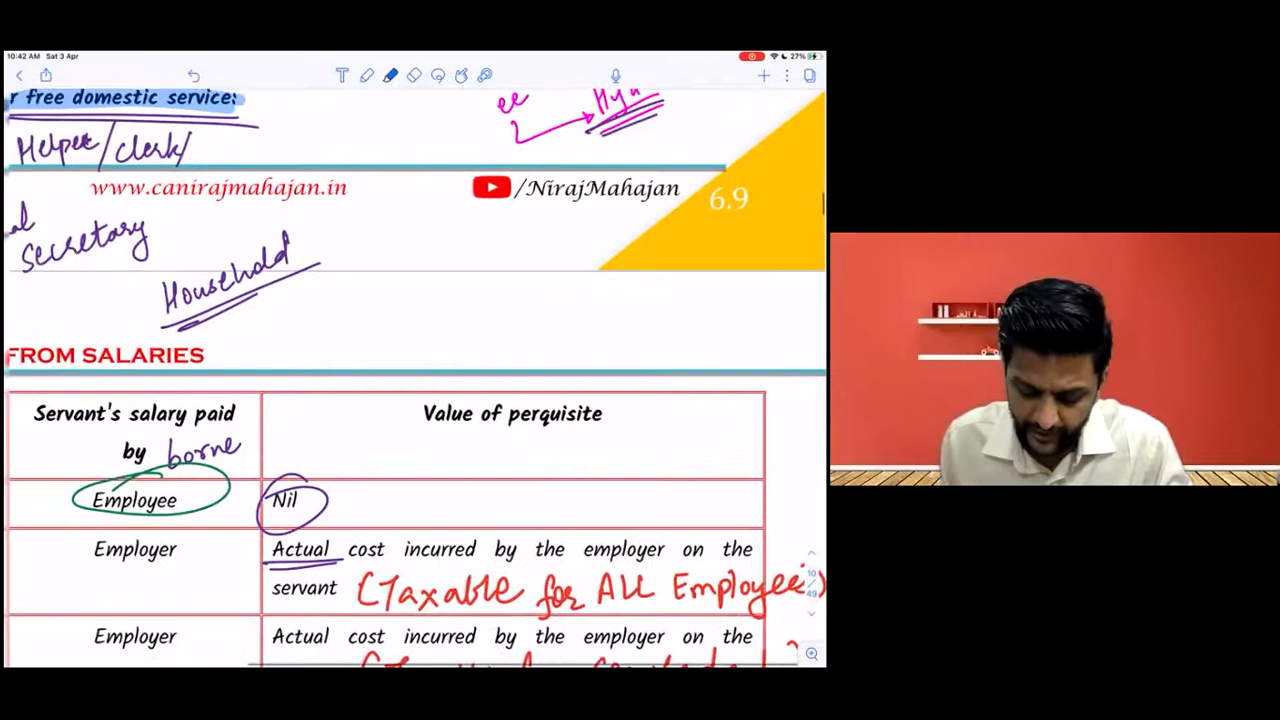 10:42 AM Sat 3 Apr
27%
r free domestic service:
ee
Helper/clerk/
www.canirajmahajan.in
/NirajMahajan
6.9
al
Secretary
Household
FROM SALARIES
Servant's salary paid by borne
Value of perquisite
Employee
Nil
Employer
Actual cost incurred by the employer on the
servant (Taxable for ALL Employees)
10
49
Employer
Actual cost incurred by the employer on the